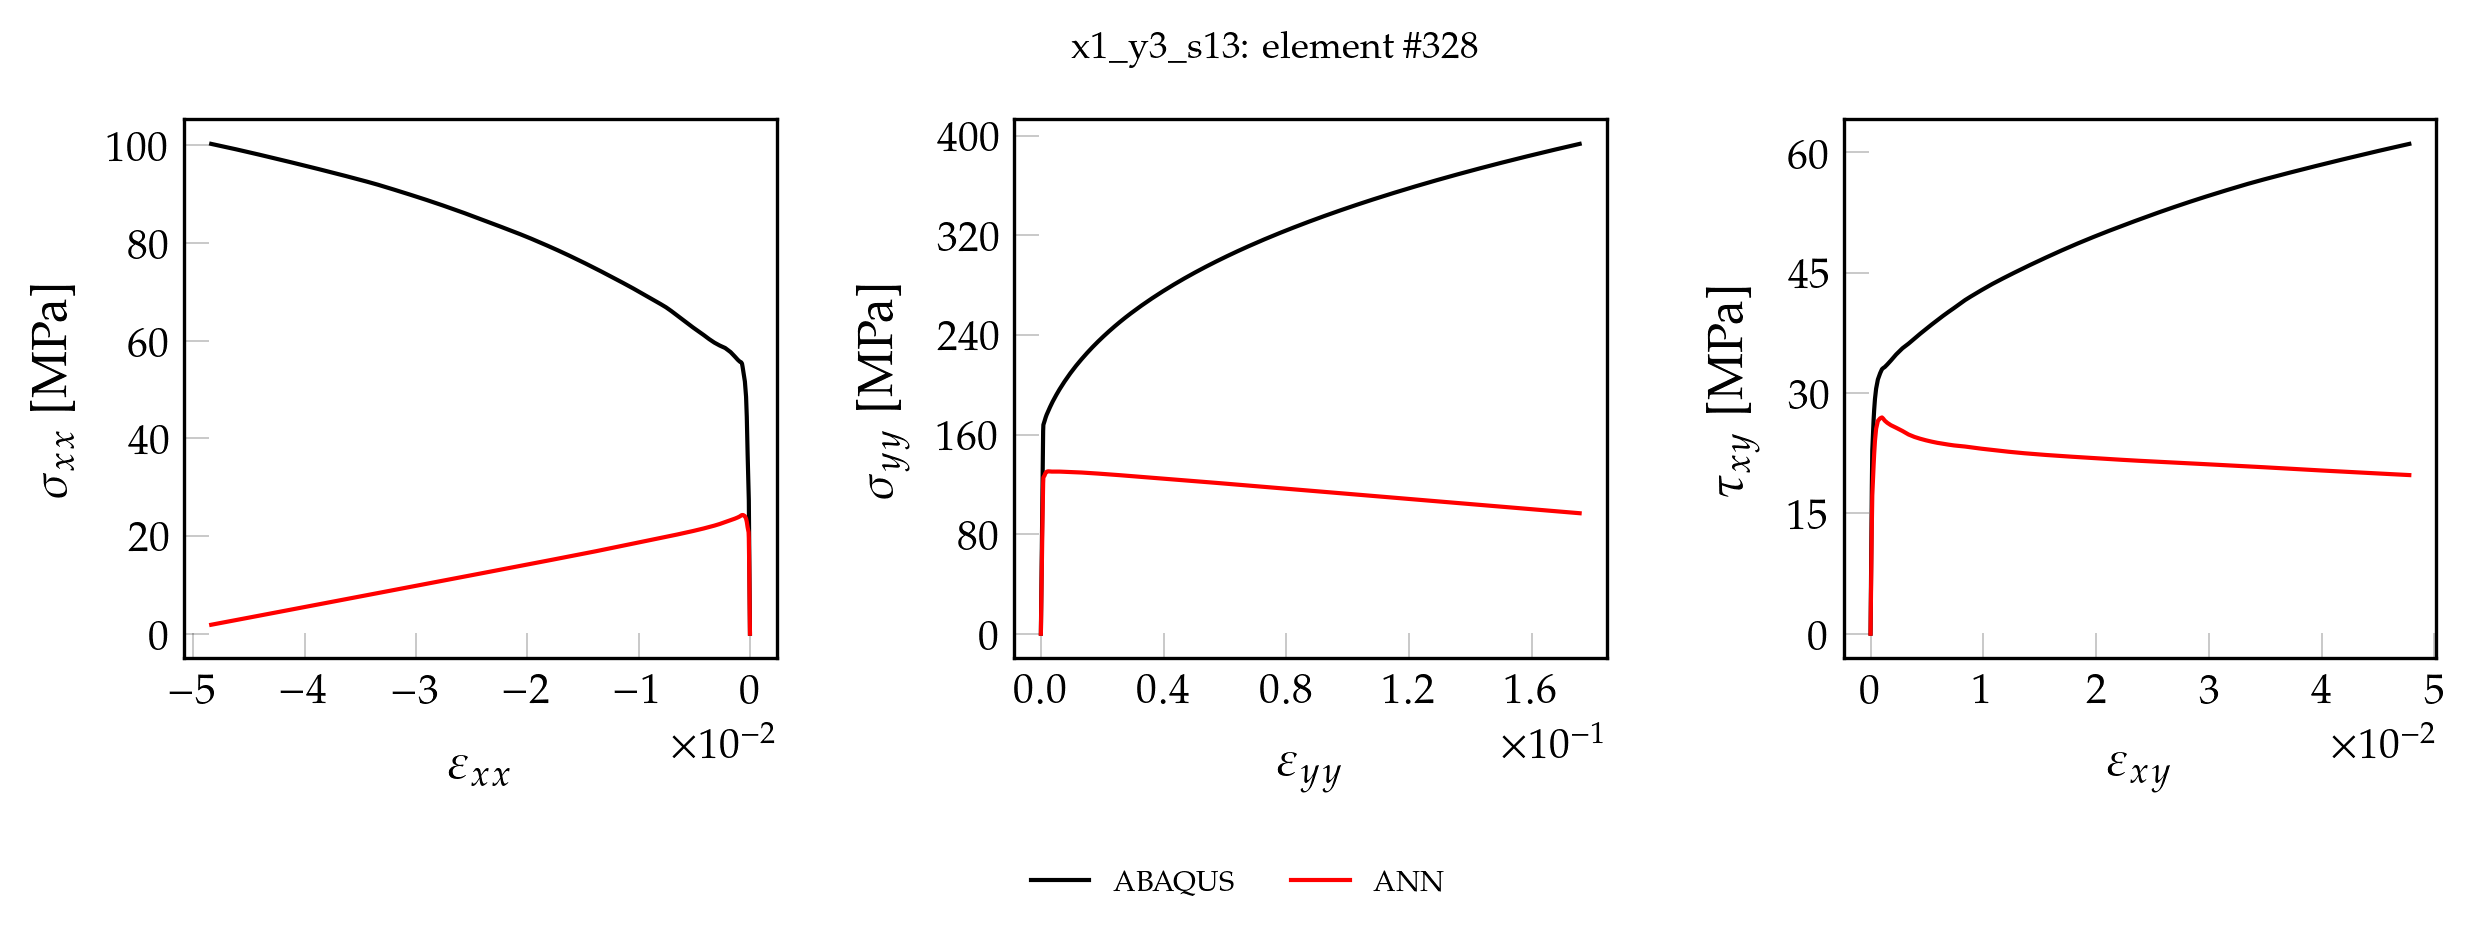 x1_y3_s13: element #328
σxx [MPa]
100
80
60
40
20
0
−5 −4 −3 −2 −1 0
×10−2
εxx
σyy [MPa]
400
320
240
160
80
0
0.0 0.4 0.8 1.2 1.6
×10−1
εyy
τxy [MPa]
60
45
30
15
0
0 1 2 3 4 5
×10−2
εxy
ABAQUS ANN